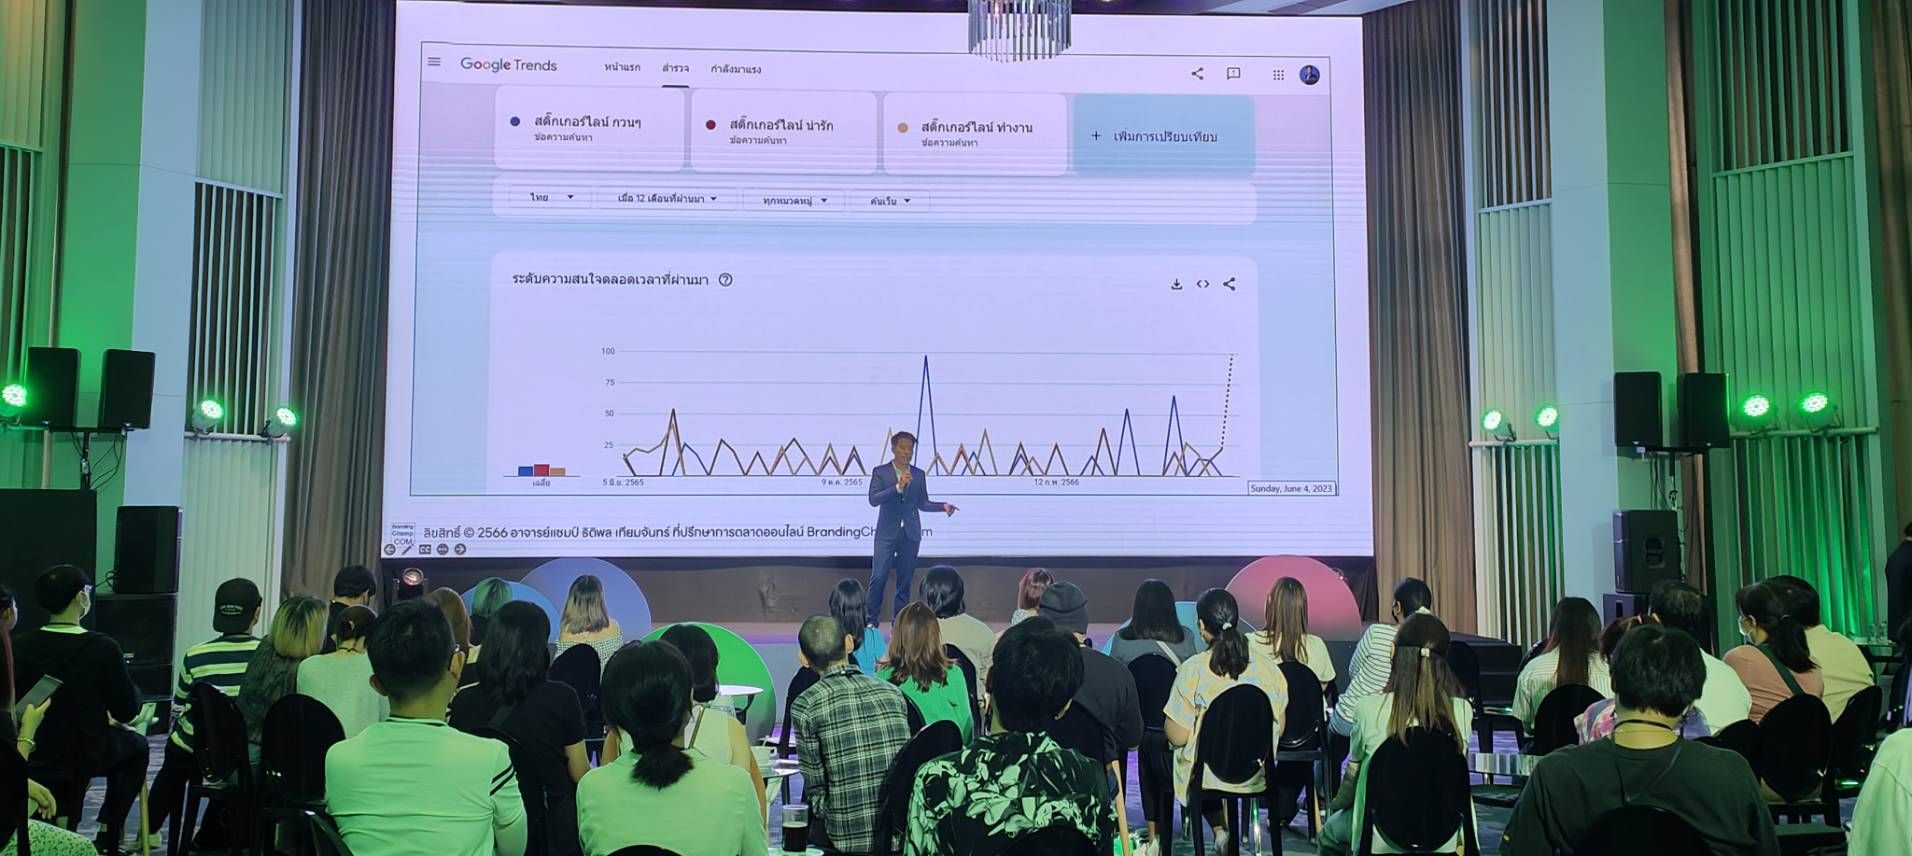 Google Trends
หน้าแรก สำรวจ กำลังมาแรง
สติ๊กเกอร์ไลน์ กวนๆ
ข้อความค้นหา
สติ๊กเกอร์ไลน์ น่ารัก
ข้อความค้นหา
สติ๊กเกอร์ไลน์ ทำงาน
ข้อความค้นหา
+ เพิ่มการเปรียบเทียบ
ไทย เมื่อ 12 เดือนที่ผ่านมา ทุกหมวดหมู่ ค้นเว็บ
ระดับความสนใจตลอดเวลาที่ผ่านมา
100
75
50
25
เฉลี่ย
5 มิ.ย. 2565 9 ต.ค. 2565 12 ก.พ. 2566
Sunday, June 4, 2023
Branding
Champ
.COM
ลิขสิทธิ์ © 2566 อาจารย์แชมป์ ธิติพล เทียมจันทร์ ที่ปรึกษาการตลาดออนไลน์ BrandingCh
CC